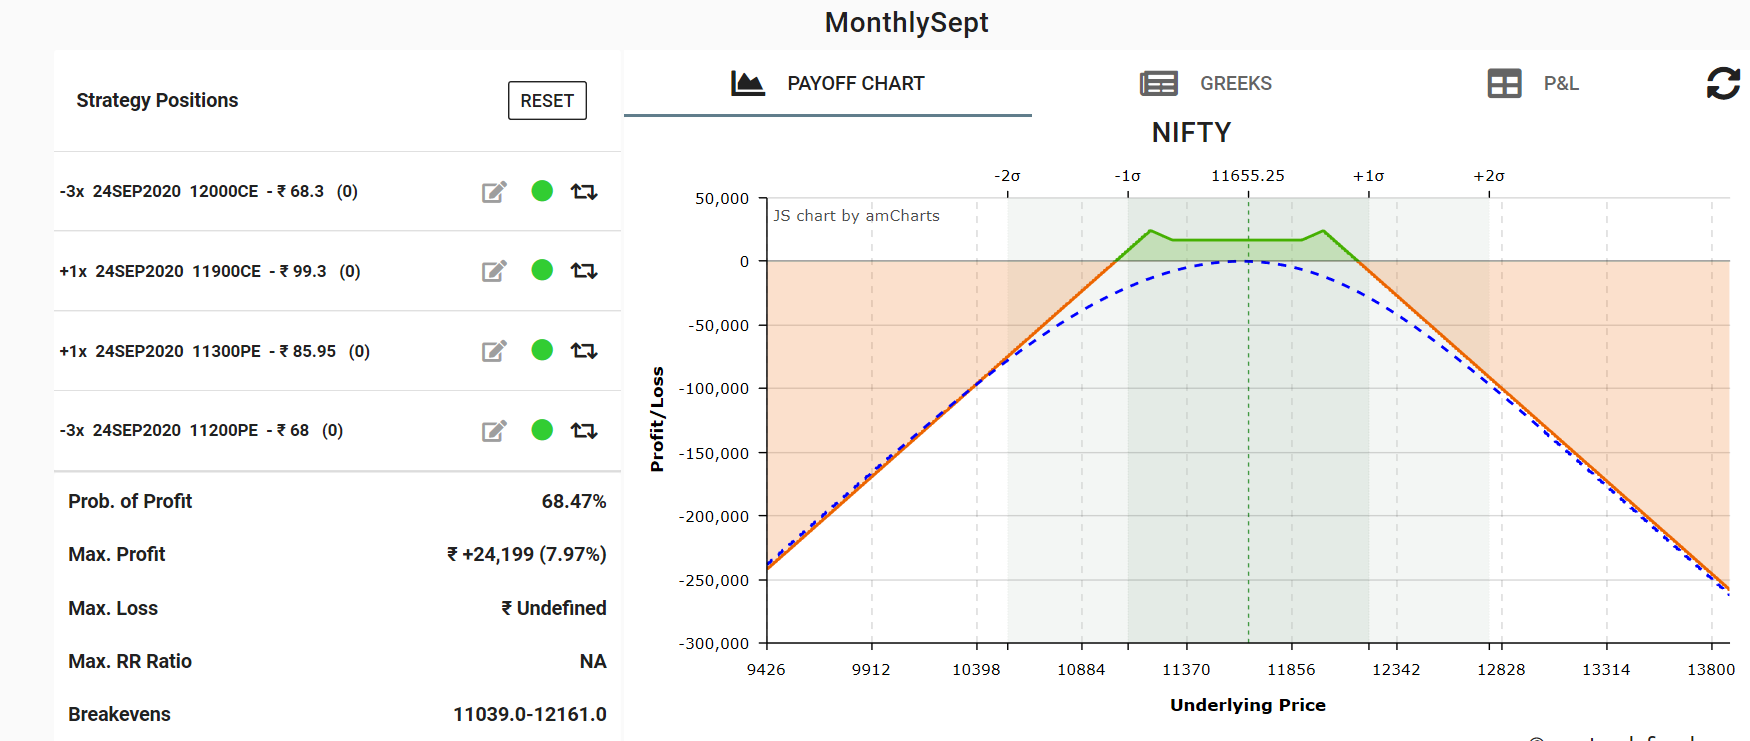 MonthlySept
Strategy Positions
RESET
-3x 24SEP2020 12000CE - ₹ 68.3 (0)
+1x 24SEP2020 11900CE - ₹ 99.3 (0)
+1x 24SEP2020 11300PE - ₹ 85.95 (0)
-3x 24SEP2020 11200PE - ₹ 68 (0)
Prob. of Profit 68.47%
Max. Profit ₹ +24,199 (7.97%)
Max. Loss ₹ Undefined
Max. RR Ratio NA
Breakevens 11039.0-12161.0
PAYOFF CHART
GREEKS
P&L
NIFTY
-2σ -1σ 11655.25 +1σ +2σ
JS chart by amCharts
50,000
0
-50,000
-100,000
-150,000
-200,000
-250,000
-300,000
Profit/Loss
9426 9912 10398 10884 11370 11856 12342 12828 13314 13800
Underlying Price